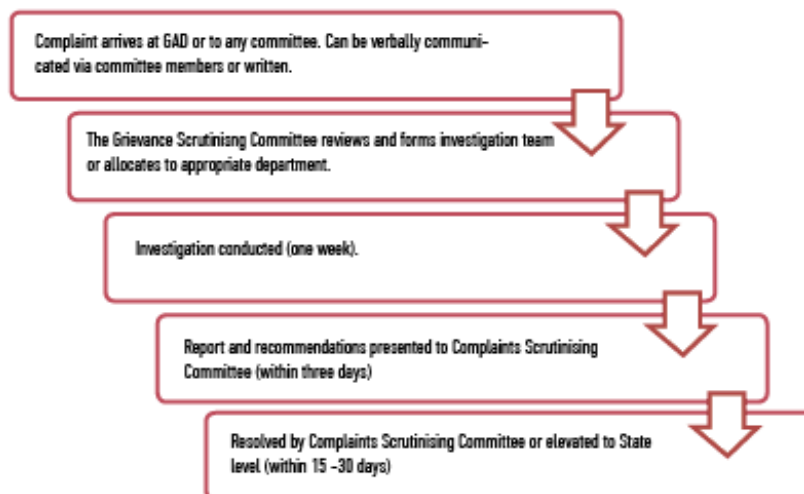 Complaint arrives at GAD or to any committee. Can be verbally communi-
cated via committee members or written.
The Grievance Scrutinisng Committee reviews and forms investigation team
or allocates to appropriate department.
Investigation conducted (one week).
Report and recommendations presented to Complaints Scrutinising
Committee (within three days)
Resolved by Complaints Scrutinising Committee or elevated to State
level (within 15 -30 days)